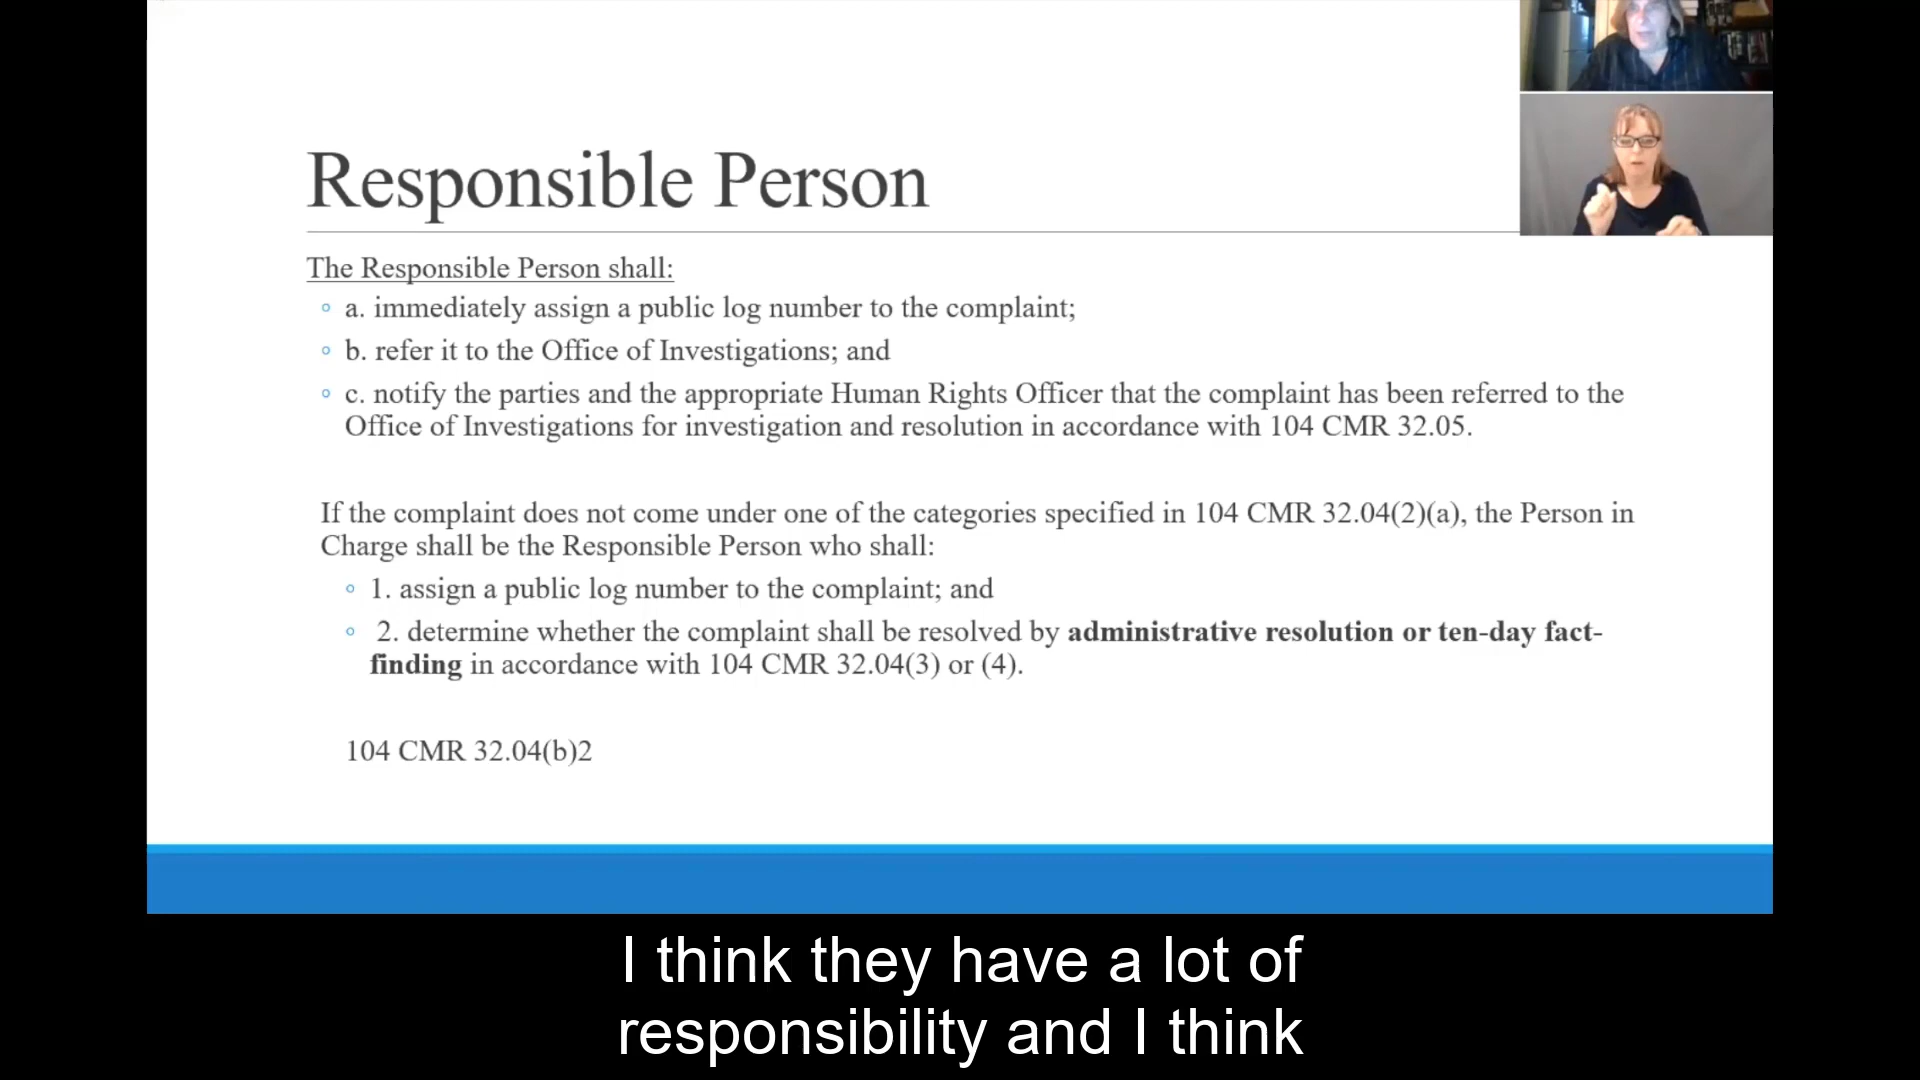 Responsible Person
The Responsible Person shall:
a. immediately assign a public log number to the complaint;
b. refer it to the Office of Investigations; and
c. notify the parties and the appropriate Human Rights Officer that the complaint has been referred to the
Office of Investigations for investigation and resolution in accordance with 104 CMR 32.05.
If the complaint does not come under one of the categories specified in 104 CMR 32.04(2)(a), the Person in
Charge shall be the Responsible Person who shall:
1. assign a public log number to the complaint; and
2. determine whether the complaint shall be resolved by administrative resolution or ten-day fact-
finding in accordance with 104 CMR 32.04(3) or (4).
104 CMR 32.04(b)2
I think they have a lot of
responsibility and I think